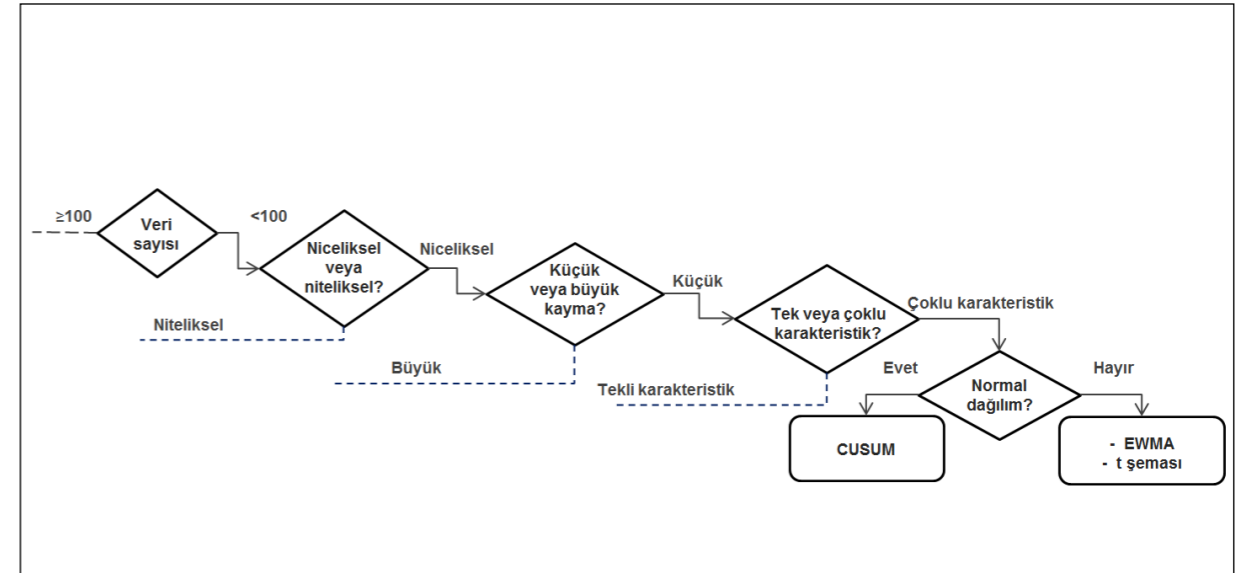 ≥100
Veri
sayısı
<100
Niceliksel
veya
niteliksel?
Niteliksel
Niceliksel
Küçük
veya büyük
kayma?
Büyük
Küçük
Tek veya çoklu
karakteristik?
Tekli karakteristik
Çoklu karakteristik
Normal
dağılım?
Evet
Hayır
CUSUM
- EWMA
- t şeması